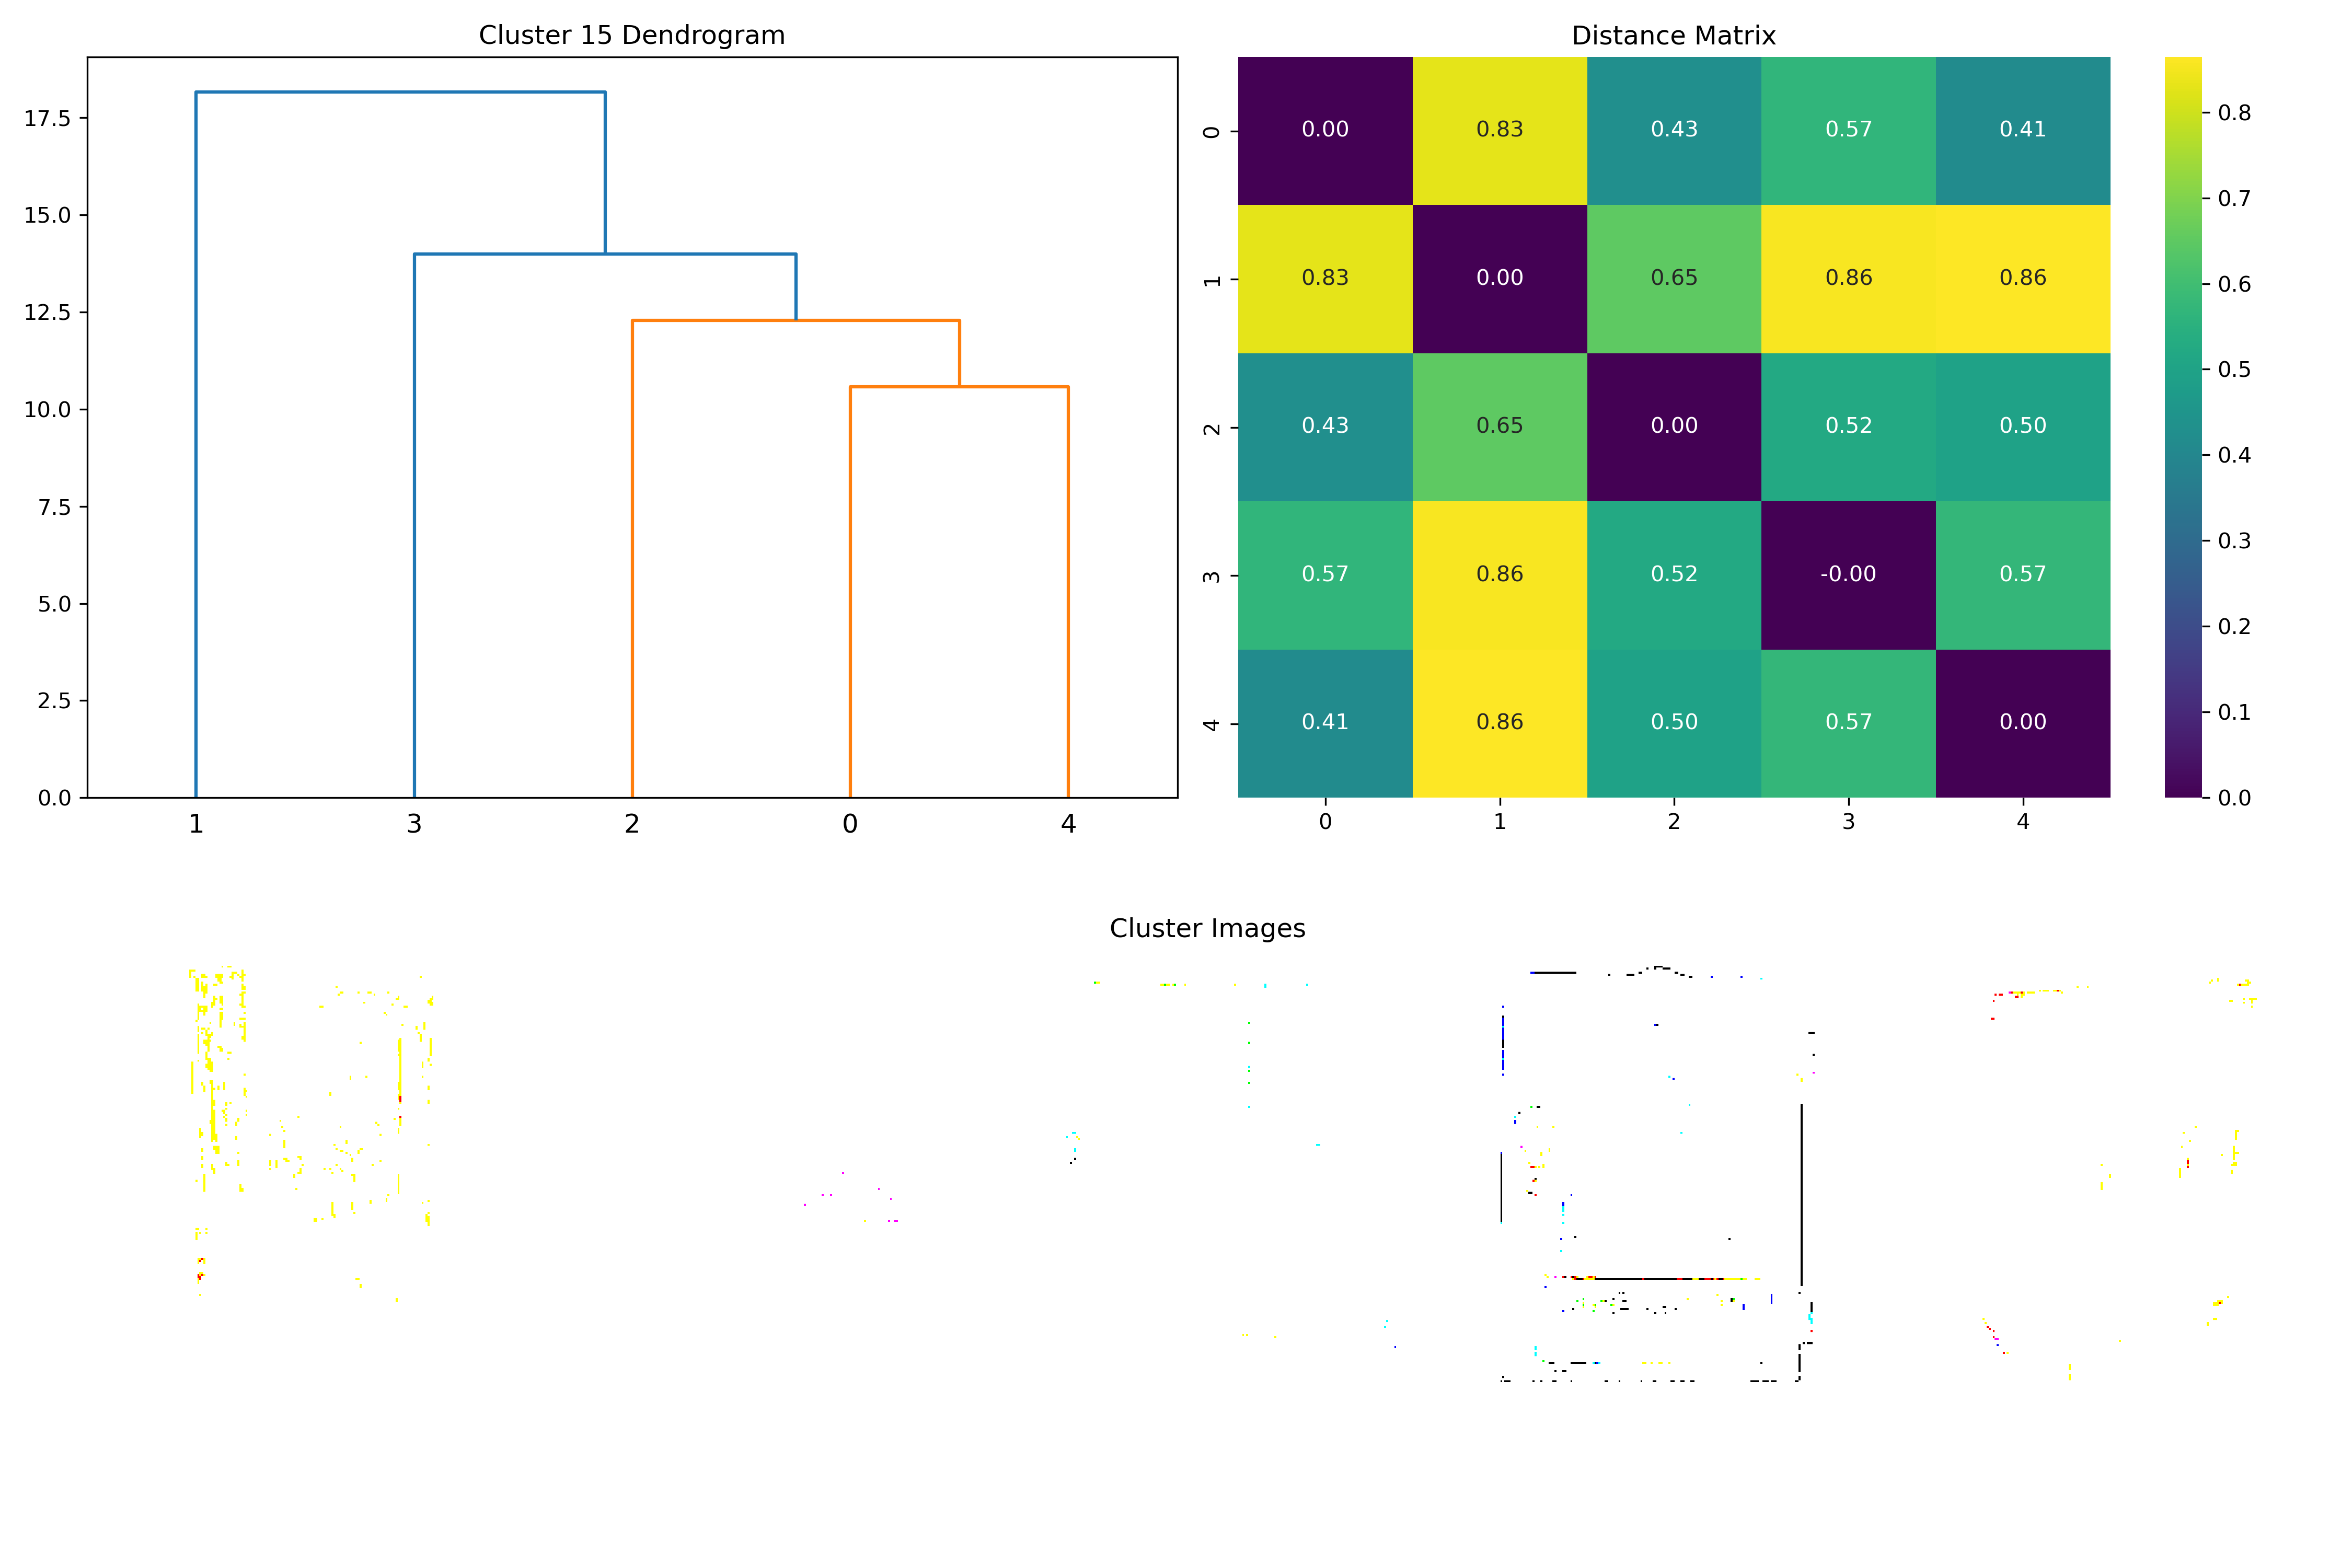 Cluster 15 Dendrogram
17.5
15.0
12.5
10.0
7.5
5.0
2.5
0.0
1 3 2 0 4
Distance Matrix
0 0.00 0.83 0.43 0.57 0.41
1 0.83 0.00 0.65 0.86 0.86
2 0.43 0.65 0.00 0.52 0.50
3 0.57 0.86 0.52 -0.00 0.57
4 0.41 0.86 0.50 0.57 0.00
0 1 2 3 4
0.8
0.7
0.6
0.5
0.4
0.3
0.2
0.1
0.0
Cluster Images